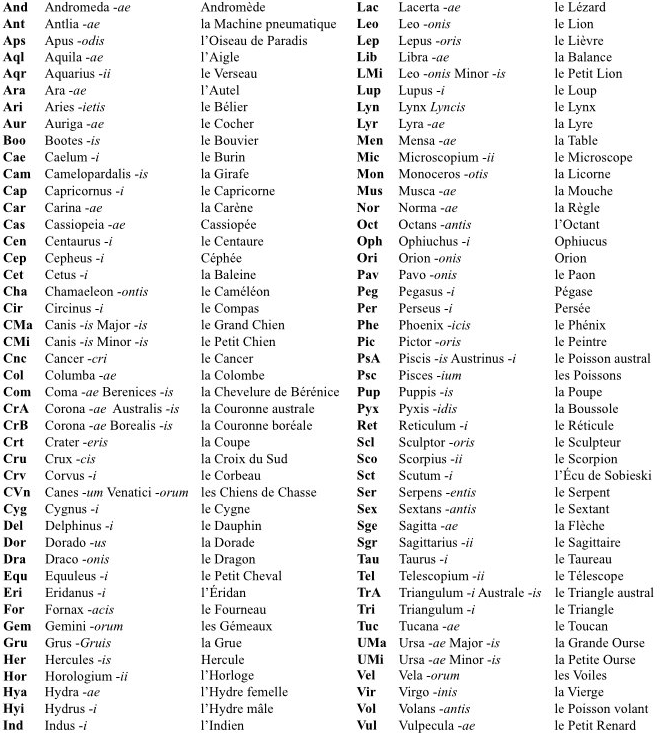 And Andromeda -ae Andromède
Ant Antlia -ae la Machine pneumatique
Aps Apus -odis l'Oiseau de Paradis
Aql Aquila -ae l'Aigle
Aqr Aquarius -ii le Verseau
Ara Ara -ae l'Autel
Ari Aries -ietis le Bélier
Aur Auriga -ae le Cocher
Boo Bootes -is le Bouvier
Cae Caelum -i le Burin
Cam Camelopardalis -is la Girafe
Cap Capricornus -i le Capricorne
Car Carina -ae la Carène
Cas Cassiopeia -ae Cassiopée
Cen Centaurus -i le Centaure
Cep Cepheus -i Céphée
Cet Cetus -i la Baleine
Cha Chamaeleon -ontis le Caméléon
Cir Circinus -i le Compas
CMa Canis -is Major -is le Grand Chien
CMi Canis -is Minor -is le Petit Chien
Cnc Cancer -cri le Cancer
Col Columba -ae la Colombe
Com Coma -ae Berenices -is la Chevelure de Bérénice
CrA Corona -ae Australis -is la Couronne australe
CrB Corona -ae Borealis -is la Couronne boréale
Crt Crater -eris la Coupe
Cru Crux -cis la Croix du Sud
Crv Corvus -i le Corbeau
CVn Canes -um Venatici -orum les Chiens de Chasse
Cyg Cygnus -i le Cygne
Del Delphinus -i le Dauphin
Dor Dorado -us la Dorade
Dra Draco -onis le Dragon
Equ Equuleus -i le Petit Cheval
Eri Eridanus -i l'Éridan
For Fornax -acis le Fourneau
Gem Gemini -orum les Gémeaux
Gru Grus -Gruis la Grue
Her Hercules -is Hercule
Hor Horologium -ii l'Horloge
Hya Hydra -ae l'Hydre femelle
Hyi Hydrus -i l'Hydre mâle
Ind Indus -i l'Indien
Lac Lacerta -ae le Lézard
Leo Leo -onis le Lion
Lep Lepus -oris le Lièvre
Lib Libra -ae la Balance
LMi Leo -onis Minor -is le Petit Lion
Lup Lupus -i le Loup
Lyn Lynx Lyncis le Lynx
Lyr Lyra -ae la Lyre
Men Mensa -ae la Table
Mic Microscopium -ii le Microscope
Mon Monoceros -otis la Licorne
Mus Musca -ae la Mouche
Nor Norma -ae la Règle
Oct Octans -antis l'Octant
Oph Ophiuchus -i Ophiucus
Ori Orion -onis Orion
Pav Pavo -onis le Paon
Peg Pegasus -i Pégase
Per Perseus -i Persée
Phe Phoenix -icis le Phénix
Pic Pictor -oris le Peintre
PsA Piscis -is Austrinus -i le Poisson austral
Psc Pisces -ium les Poissons
Pup Puppis -is la Poupe
Pyx Pyxis -idis la Boussole
Ret Reticulum -i le Réticule
Scl Sculptor -oris le Sculpteur
Sco Scorpius -ii le Scorpion
Sct Scutum -i l'Écu de Sobieski
Ser Serpens -entis le Serpent
Sex Sextans -antis le Sextant
Sge Sagitta -ae la Flèche
Sgr Sagittarius -ii le Sagittaire
Tau Taurus -i le Taureau
Tel Telescopium -ii le Télescope
TrA Triangulum -i Australe -is le Triangle austral
Tri Triangulum -i le Triangle
Tuc Tucana -ae le Toucan
UMa Ursa -ae Major -is la Grande Ourse
UMi Ursa -ae Minor -is la Petite Ourse
Vel Vela -orum les Voiles
Vir Virgo -inis la Vierge
Vol Volans -antis le Poisson volant
Vul Vulpecula -ae le Petit Renard